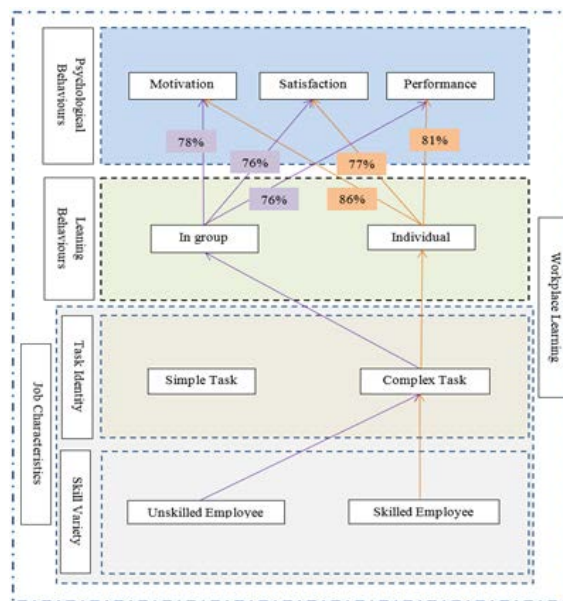 Psychological
Behaviours
Motivation
Satisfaction
Performance
78%
76%
77%
81%
76%
86%
Leaning
Behaviours
In group
Individual
Workplace Learning
Job Characteristics
Task Identity
Simple Task
Complex Task
Skill Variety
Unskilled Employee
Skilled Employee